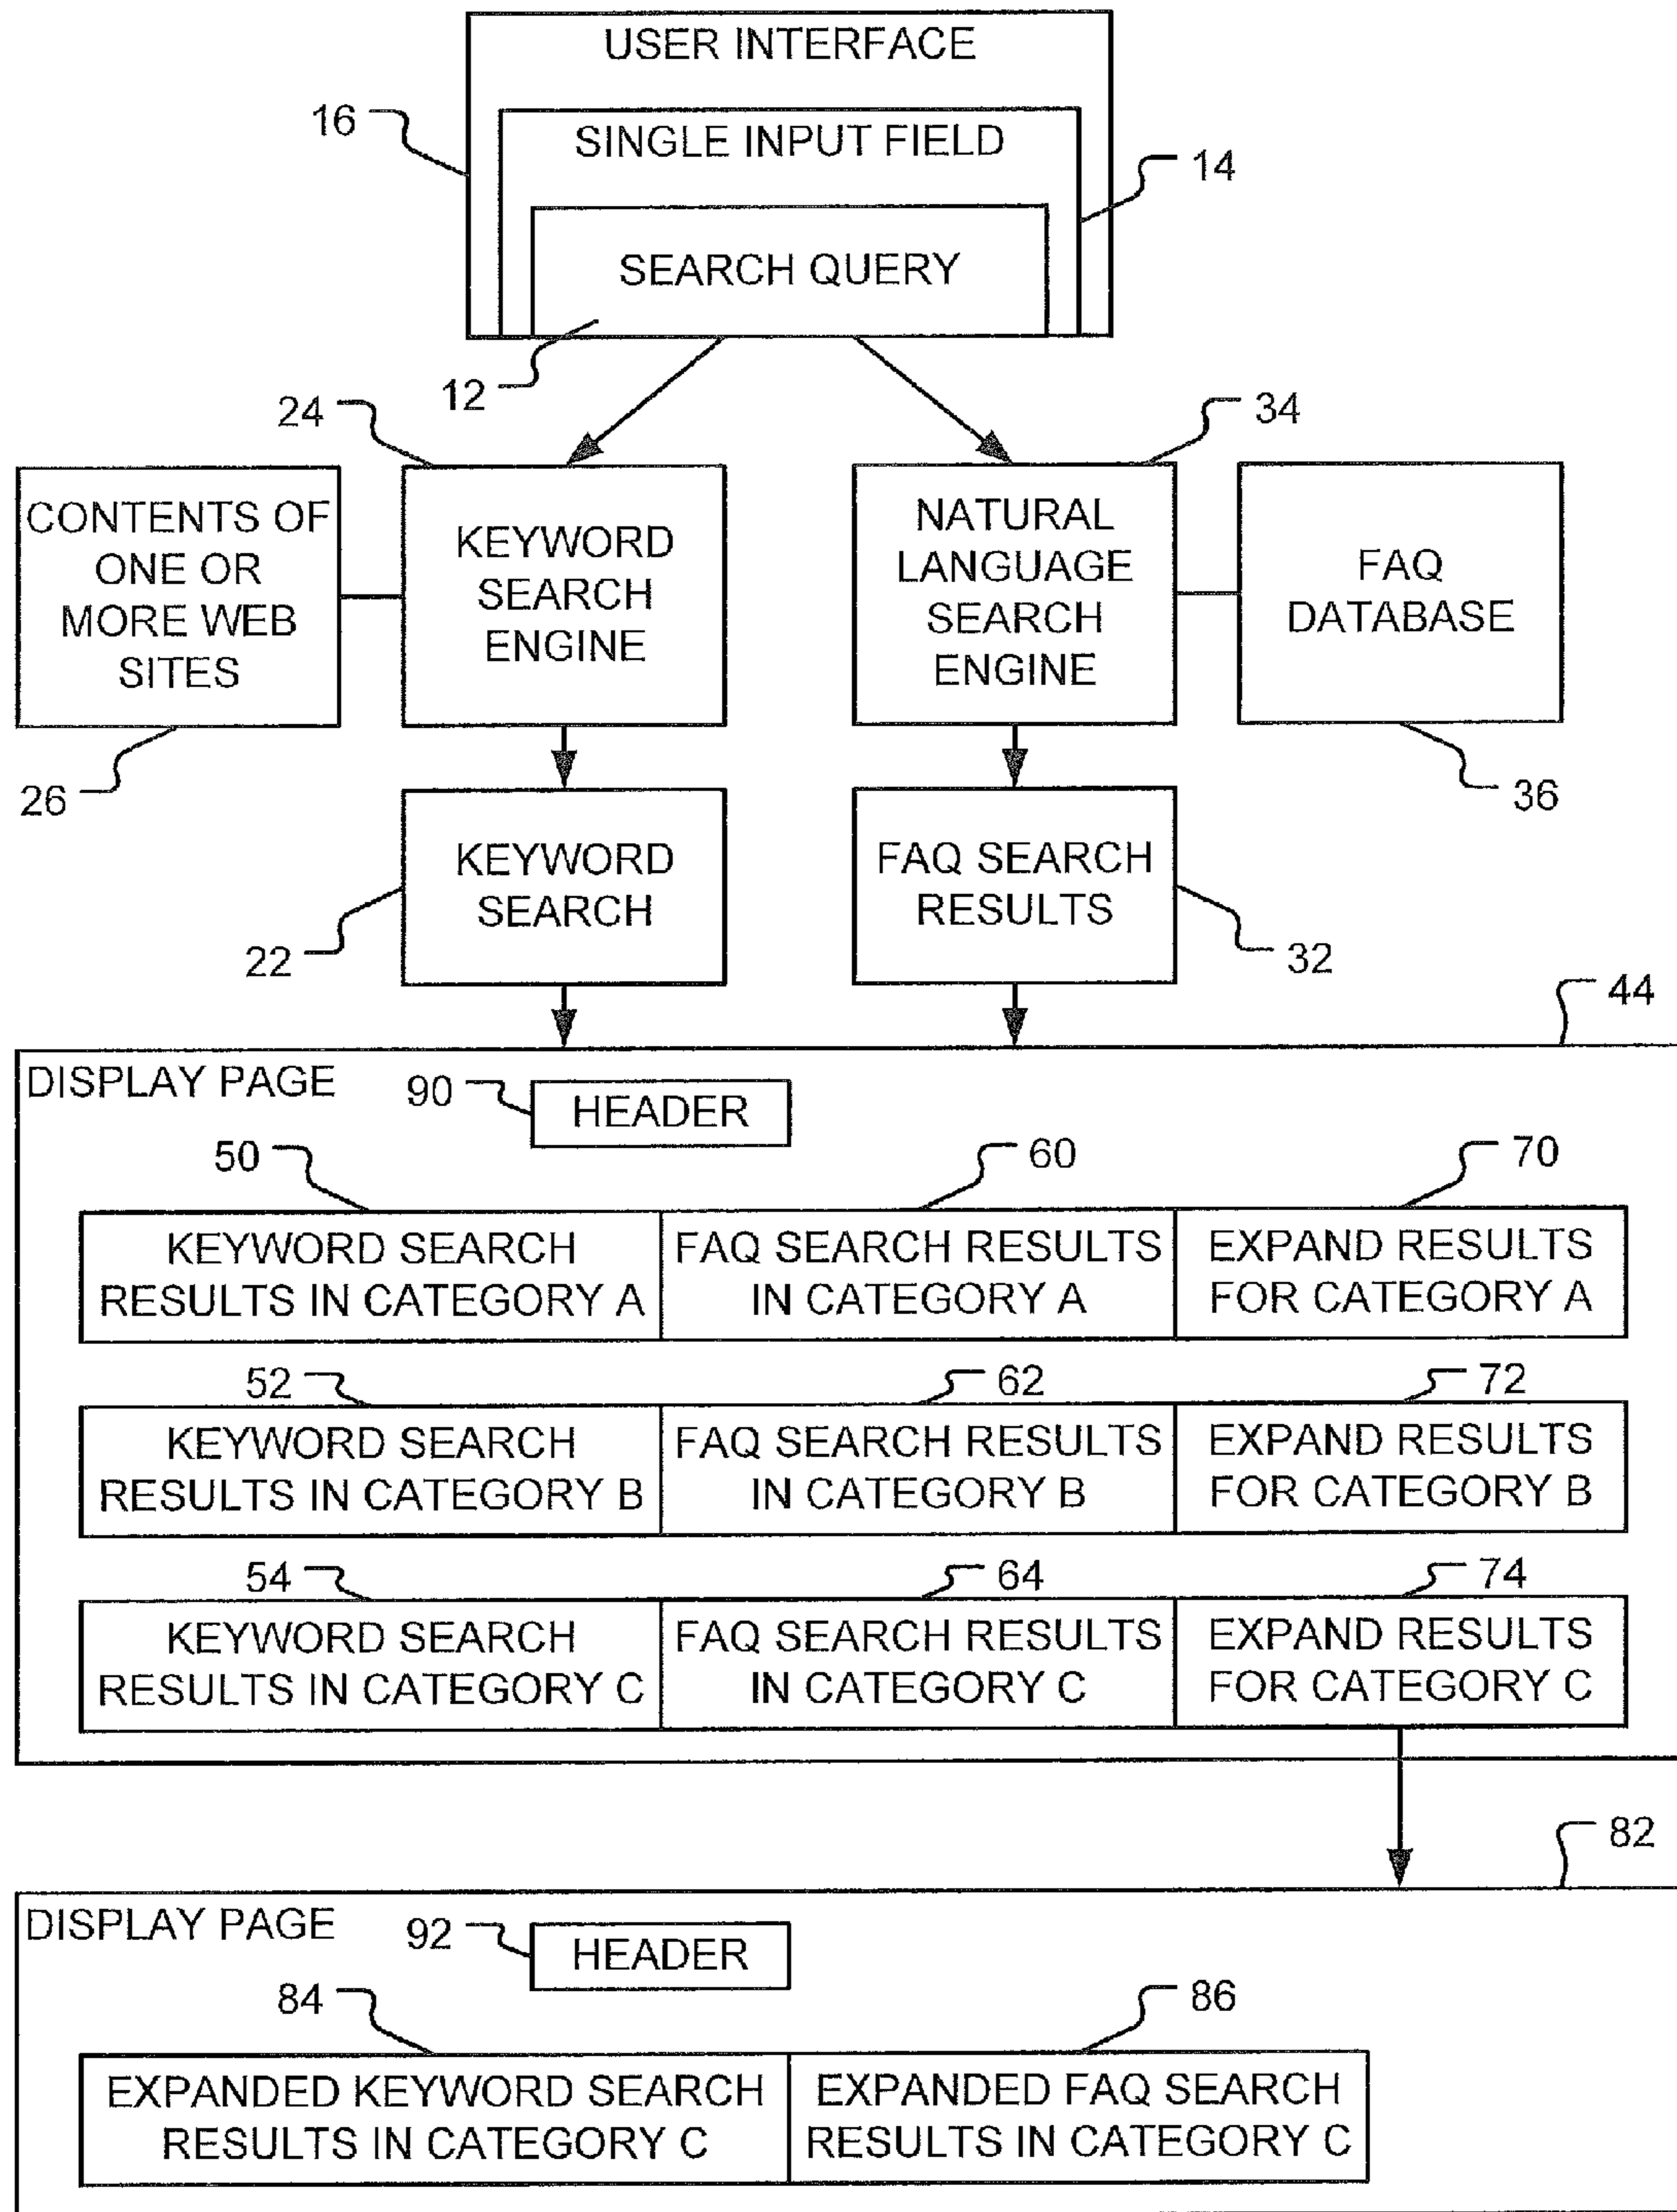 USER INTERFACE
16
SINGLE INPUT FIELD
14
SEARCH QUERY
12
24
34
CONTENTS OF
ONE OR
MORE WEB
SITES
KEYWORD
SEARCH
ENGINE
NATURAL
LANGUAGE
SEARCH
ENGINE
FAQ
DATABASE
26
36
KEYWORD
SEARCH
FAQ SEARCH
RESULTS
22
32
44
DISPLAY PAGE
90
HEADER
50
60
70
KEYWORD SEARCH
RESULTS IN CATEGORY A
FAQ SEARCH RESULTS
IN CATEGORY A
EXPAND RESULTS
FOR CATEGORY A
52
62
72
KEYWORD SEARCH
RESULTS IN CATEGORY B
FAQ SEARCH RESULTS
IN CATEGORY B
EXPAND RESULTS
FOR CATEGORY B
54
64
74
KEYWORD SEARCH
RESULTS IN CATEGORY C
FAQ SEARCH RESULTS
IN CATEGORY C
EXPAND RESULTS
FOR CATEGORY C
82
DISPLAY PAGE
92
HEADER
84
86
EXPANDED KEYWORD SEARCH
RESULTS IN CATEGORY C
EXPANDED FAQ SEARCH
RESULTS IN CATEGORY C